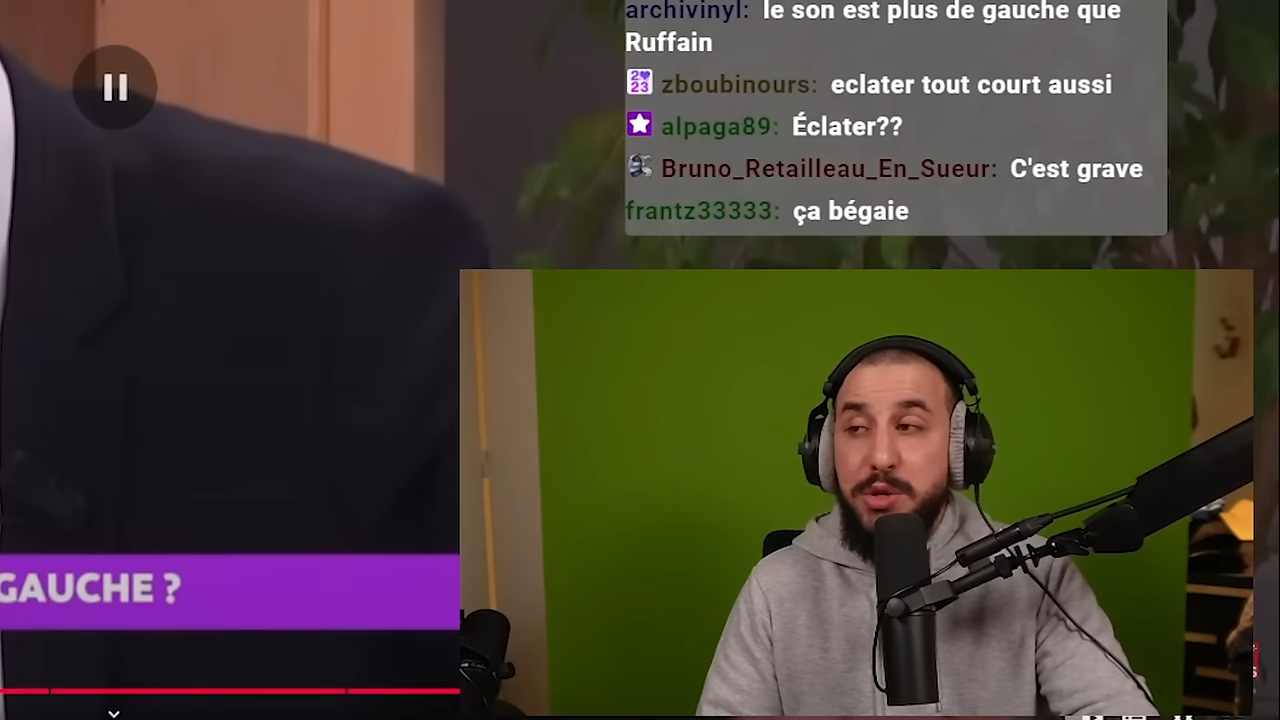 archivinyl: le son est plus de gauche que
Ruffain
zboubinours: eclater tout court aussi
alpaga89: Éclater??
Bruno_Retailleau_En_Sueur: C'est grave
frantz33333: ça bégaie
GAUCHE ?